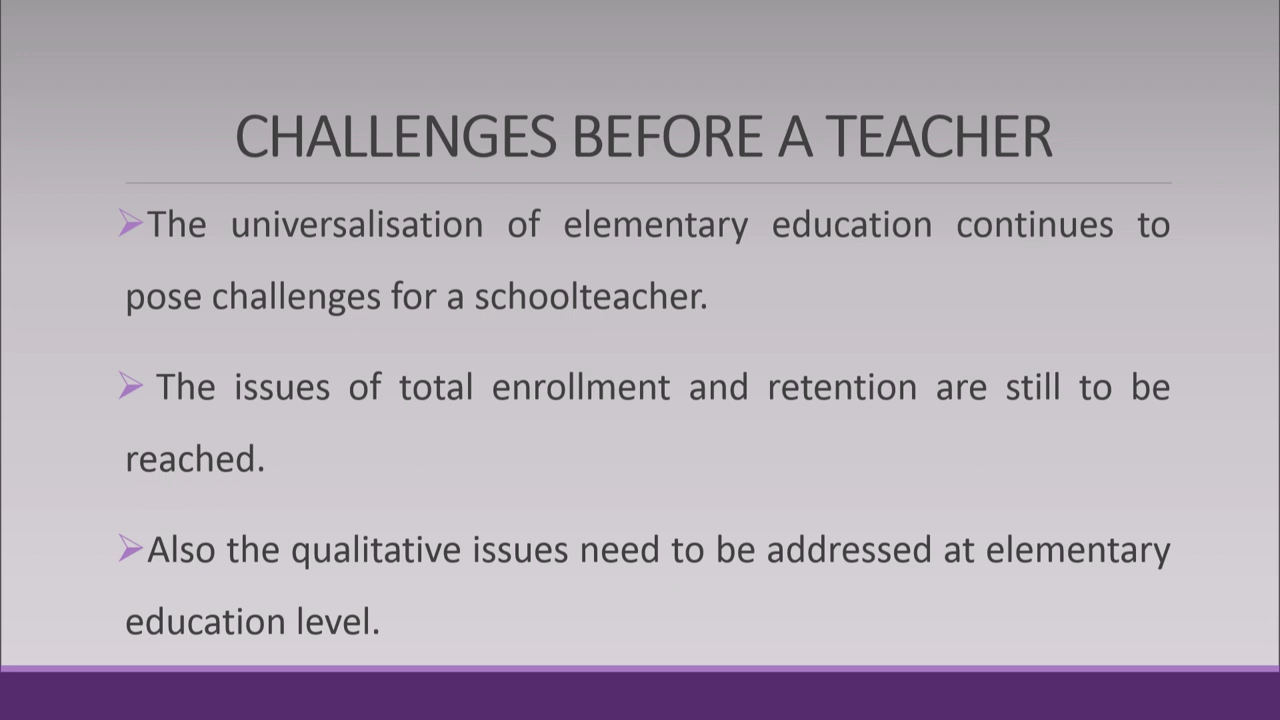 CHALLENGES BEFORE A TEACHER
➢The universalisation of elementary education continues to
pose challenges for a schoolteacher.
➢ The issues of total enrollment and retention are still to be
reached.
➢Also the qualitative issues need to be addressed at elementary
education level.